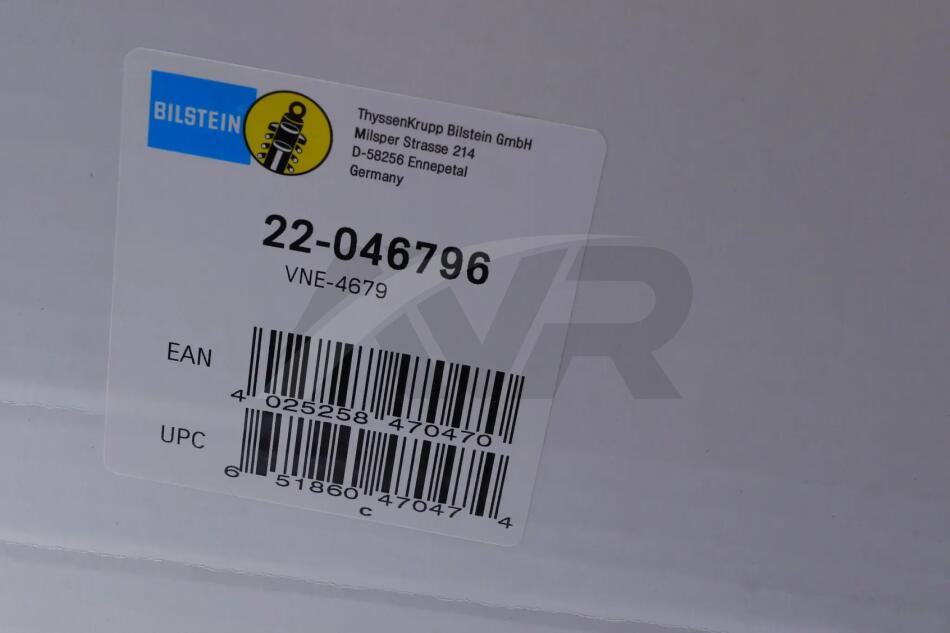 BILSTEIN
ThyssenKrupp Bilstein GmbH
Milsper Strasse 214
D-58256 Ennepetal
Germany
22-046796
VNE-4679
EAN
4 025258 470470
UPC
6 51860 47047 4
c
VR